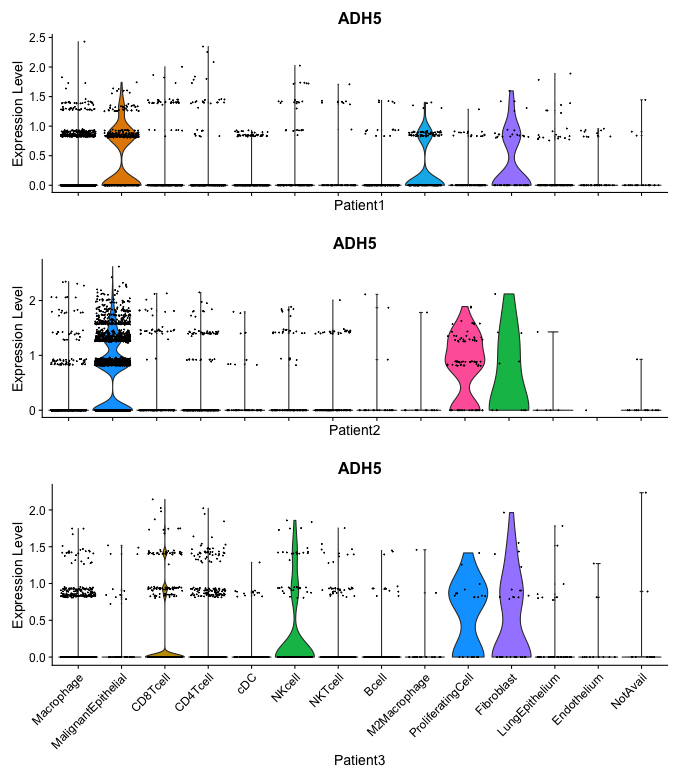 ADH5
Expression Level
2.5
2.0
1.5
1.0
0.5
0.0
Patient1
ADH5
Expression Level
2
1
0
Patient2
ADH5
Expression Level
2.0
1.5
1.0
0.5
0.0
Macrophage
MalignantEpithelial
CD8Tcell
CD4Tcell
cDC
NKcell
NKTcell
Bcell
M2Macrophage
ProliferatingCell
Fibroblast
LungEpithelium
Endothelium
NotAvail
Patient3